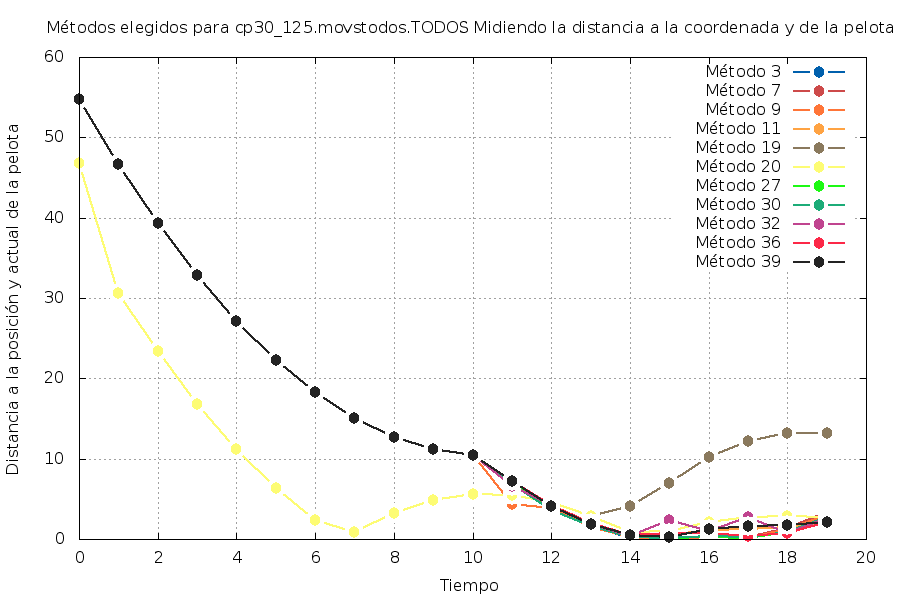 Métodos elegidos para cp30_125.movstodos.TODOS Midiendo la distancia a la coordenada y de la pelota
60
50
40
30
20
10
0
Distancia a la posición y actual de la pelota
Método 3
Método 7
Método 9
Método 11
Método 19
Método 20
Método 27
Método 30
Método 32
Método 36
Método 39
0 2 4 6 8 10 12 14 16 18 20
Tiempo